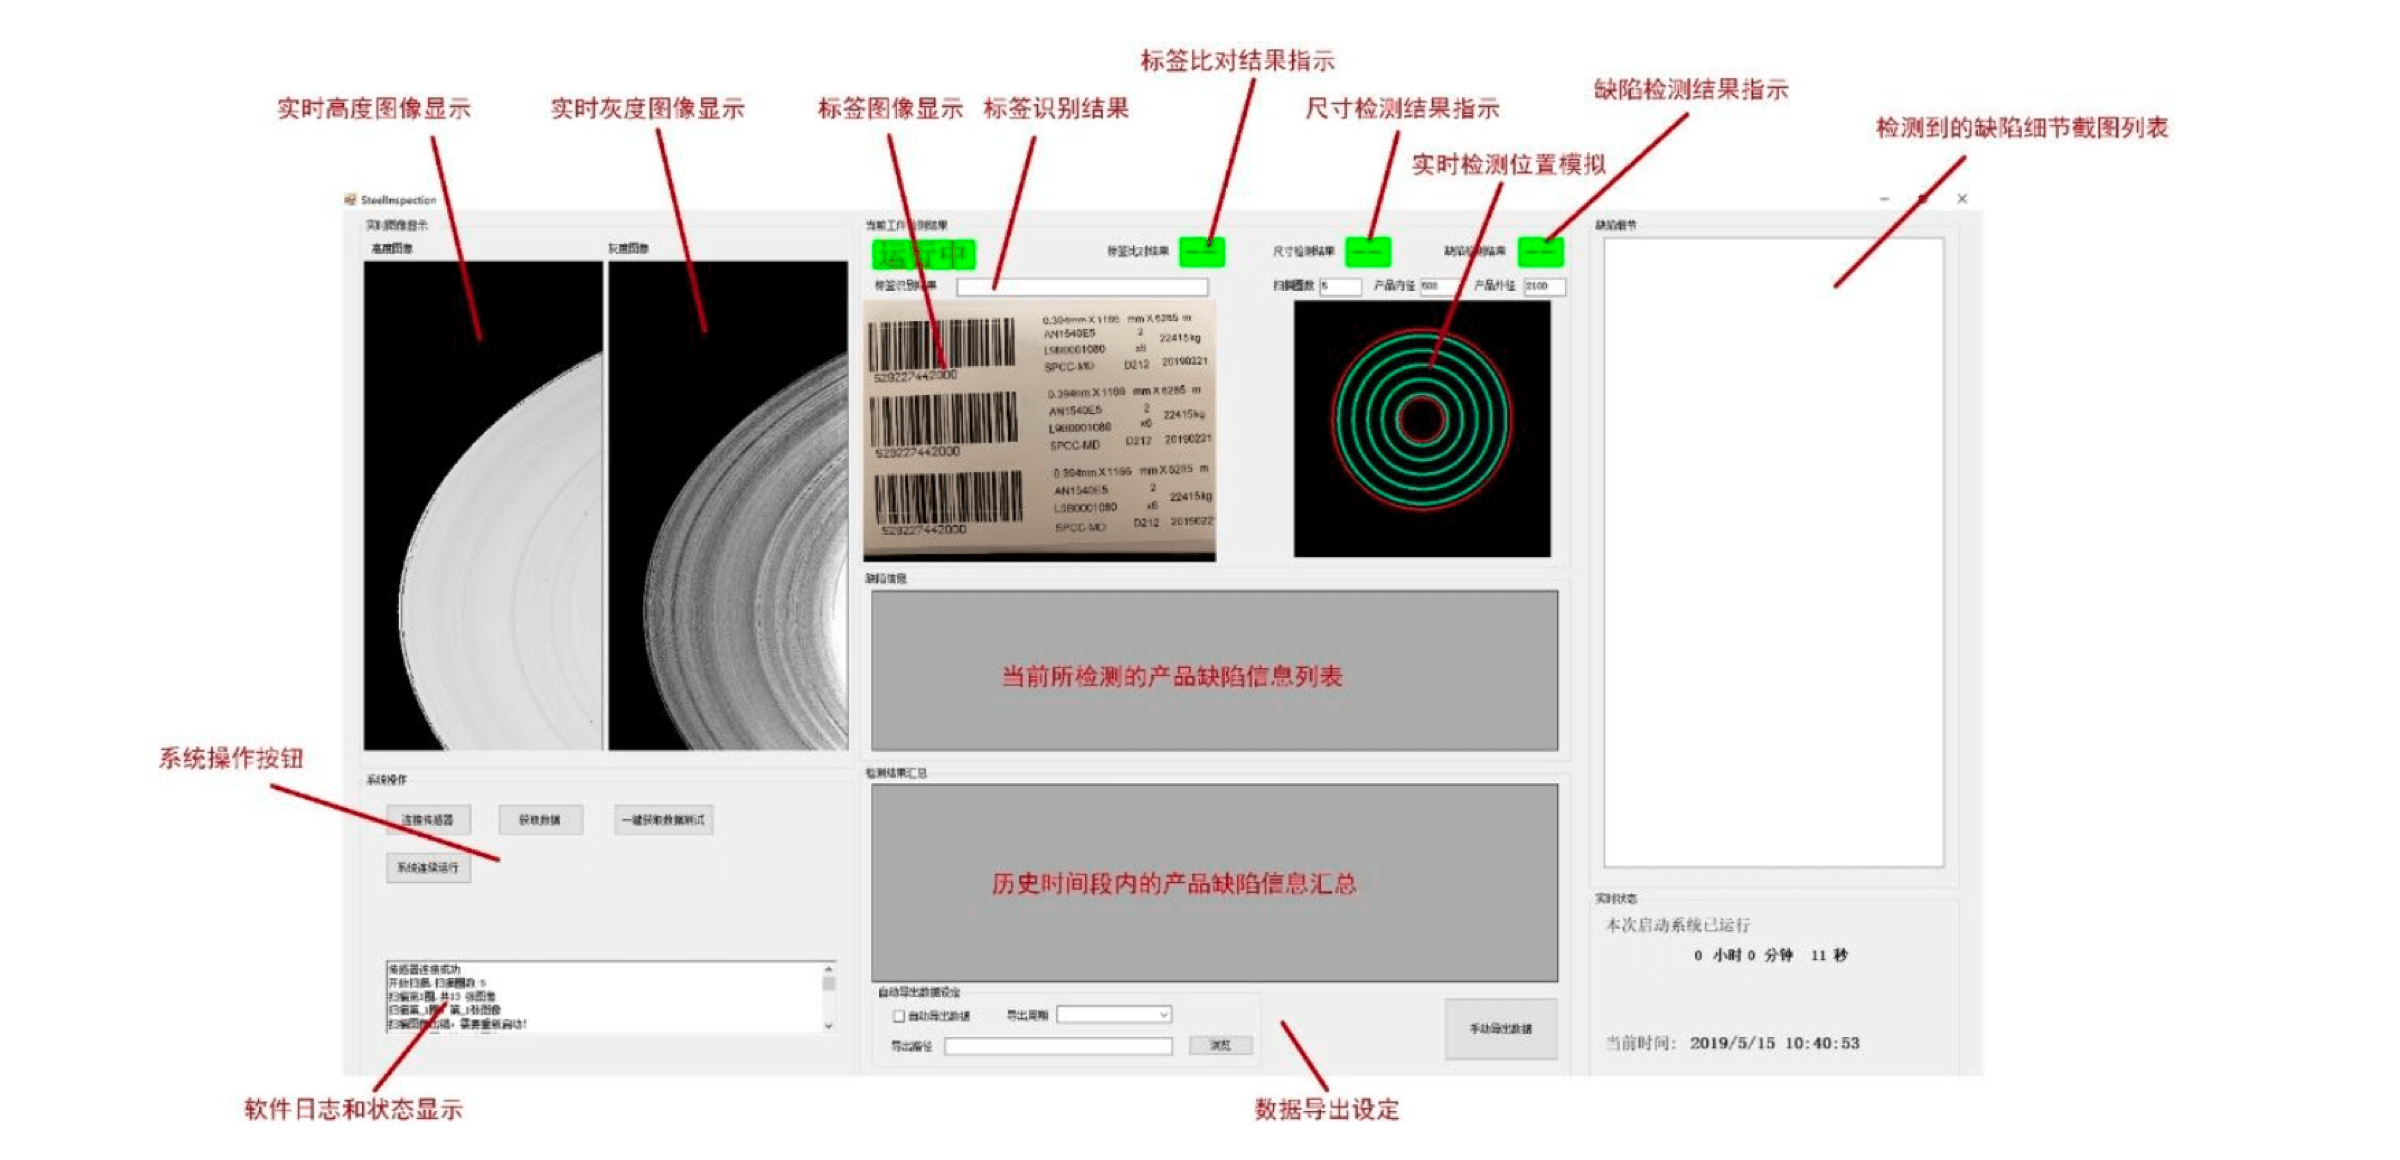 标签比对结果指示
缺陷检测结果指示
实时高度图像显示
实时灰度图像显示
标签图像显示
标签识别结果
尺寸检测结果指示
检测到的缺陷细节截图列表
实时检测位置模拟
SteelInspection
实时图像显示
当前工件检测结果
缺陷细节
高度图像
灰度图像
运行中
标签比对结果
尺寸检测结果
缺陷检测结果
标签识别结果
扫描圈数 5
产品内径
产品外径 2100
0.394mm X 1166 mm X 6285 m
AN1540E5 2
22415kg
L9B0001080 x6
SPCC-MD D212 20190221
529227442000
0.394mm X 1166 mm X 6285 m
AN1540E5 2
22415kg
L9B0001080 x6
SPCC-MD D212 20190221
529227442000
0.394mm X 1166 mm X 6285 m
AN1540E5 2
22415kg
L9B0001080 x6
SPCC-MD D212 2019022
529227442000
缺陷信息
当前所检测的产品缺陷信息列表
系统操作按钮
系统操作
连接传感器
获取数据
一键获取数据测试
系统连续运行
检测结果汇总
历史时间段内的产品缺陷信息汇总
实时状态
本次启动系统已运行
0 小时 0 分钟 11 秒
传感器连接成功
开始扫描,扫描圈数:5
扫描第1圈,共13 张图像
扫描第_1圈, 第_1张图像
扫描图像出错, 需要重新启动!
自动导出数据设定
自动导出数据
导出周期
导出路径
浏览
手动导出数据
当前时间: 2019/5/15 10:40:53
软件日志和状态显示
数据导出设定